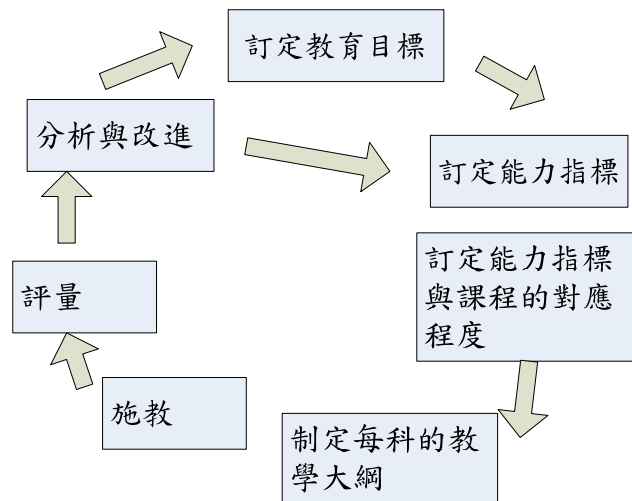 訂定教育目標
分析與改進
訂定能力指標
訂定能力指標
與課程的對應
程度
評量
施教
制定每科的教
學大綱